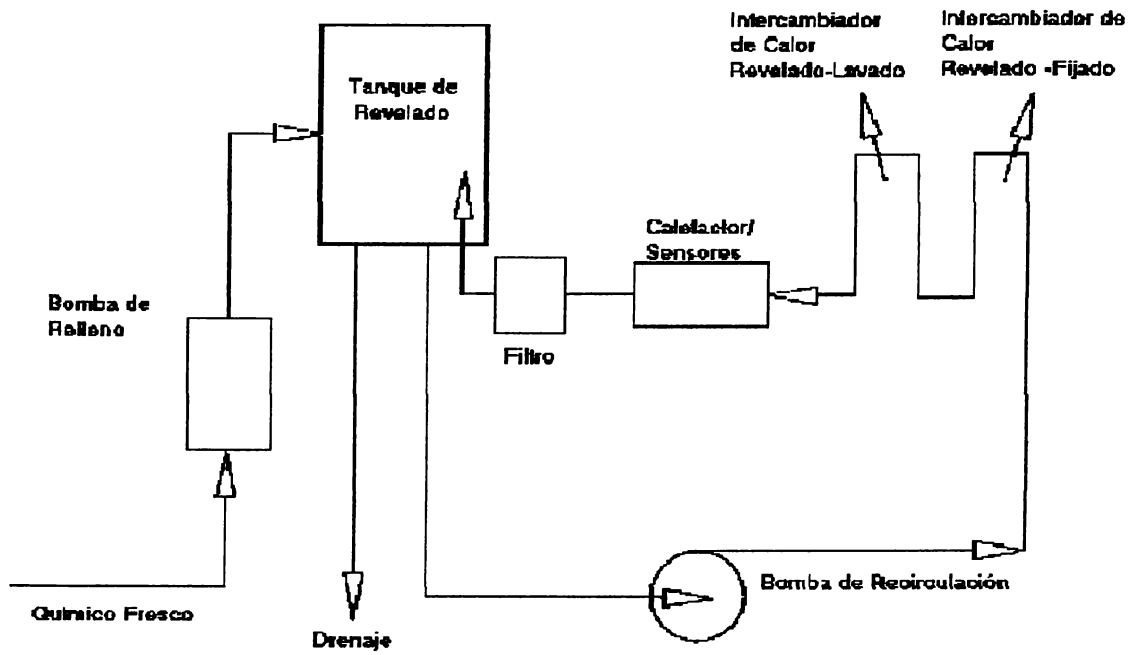 Intercambiador
de Calor
Revelado-Lavado
Intercambiador de
Calor
Revelado -Fijado
Tanque de
Revelado
Calefactor/
Sensores
Bomba de
Relleno
Filtro
Bomba de Recirculación
Químico Fresco
Drenaje